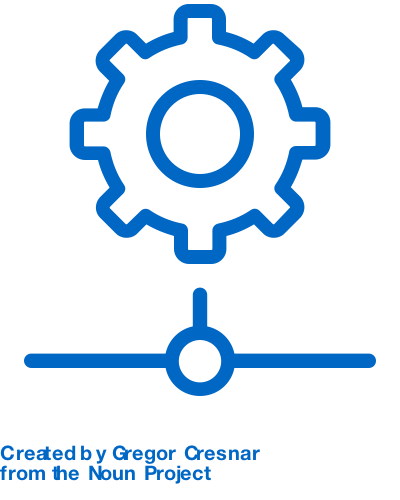 Created by Gregor Cresnar
from the Noun Project